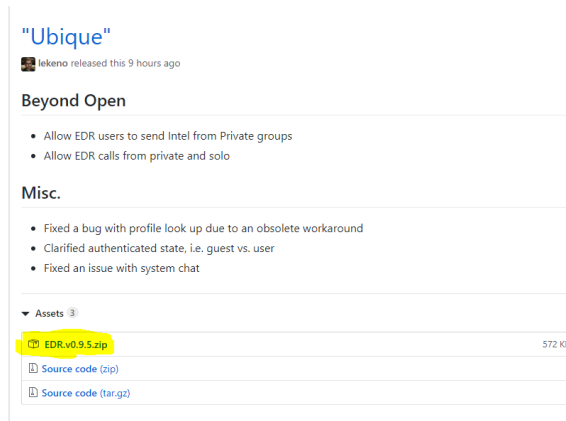 "Ubique"
lekeno released this 9 hours ago
Beyond Open
Allow EDR users to send Intel from Private groups
Allow EDR calls from private and solo
Misc.
Fixed a bug with profile look up due to an obsolete workaround
Clarified authenticated state, i.e. guest vs. user
Fixed an issue with system chat
Assets 3
EDR.v0.9.5.zip 572 K
Source code (zip)
Source code (tar.gz)